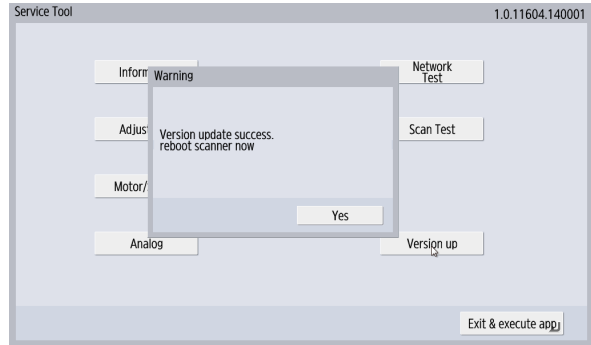 Service Tool 1.0.11604.140001
Inform
Network
Test
Warning
Adjus
Scan Test
Version update success.
reboot scanner now
Motor/
Yes
Analog
Version up
Exit & execute app